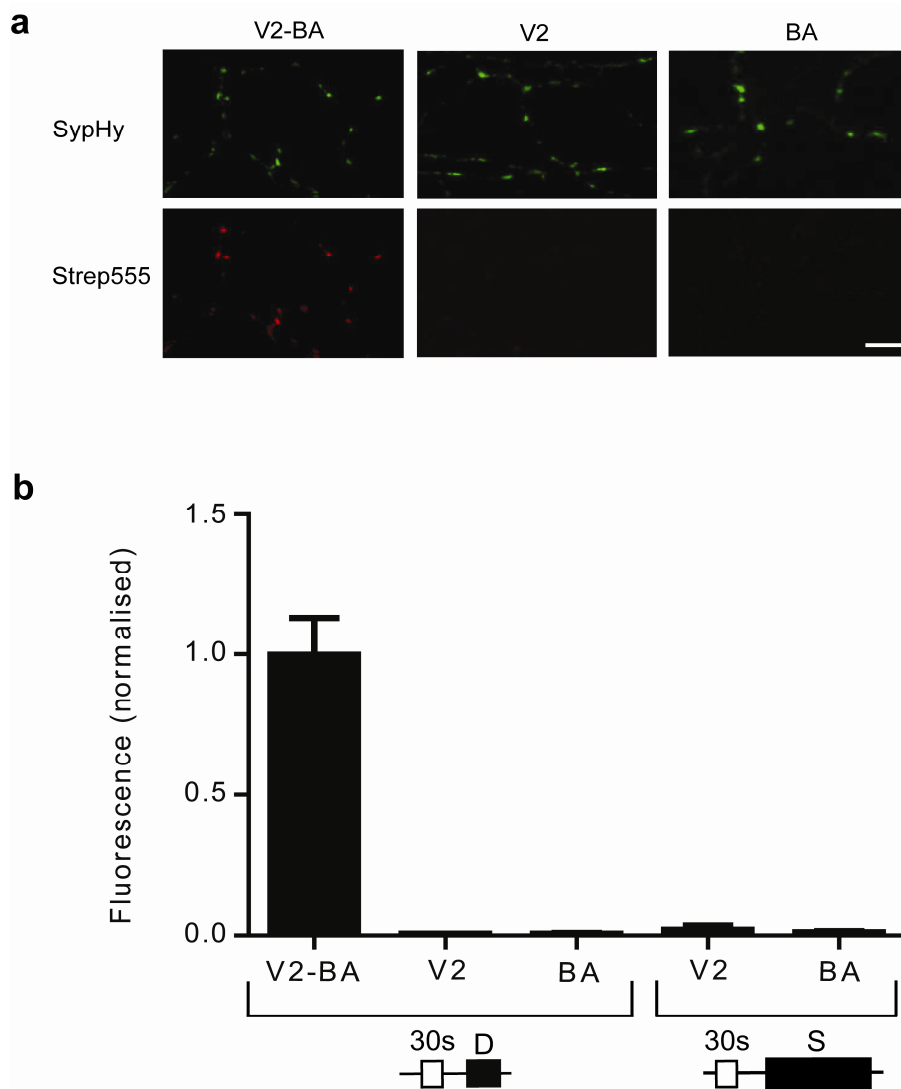 a
V2-BA V2 BA
SypHy
Strep555
b
Fluorescence (normalised)
1.5
1.0
0.5
0.0
V2-BA V2 BA V2 BA
30s D 30s S